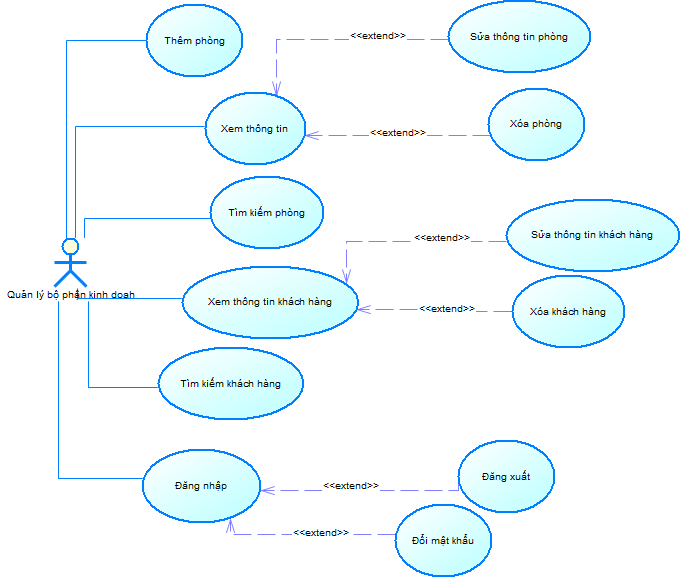 Thêm phòng
<<extend>>
Sửa thông tin phòng
Xem thông tin
<<extend>>
Xóa phòng
Tìm kiếm phòng
<<extend>>
Sửa thông tin khách hàng
Quản lý bộ phận kinh doah
Xem thông tin khách hàng
<<extend>>
Xóa khách hàng
Tìm kiếm khách hàng
Đăng nhập
<<extend>>
Đăng xuất
<<extend>>
Đổi mật khẩu